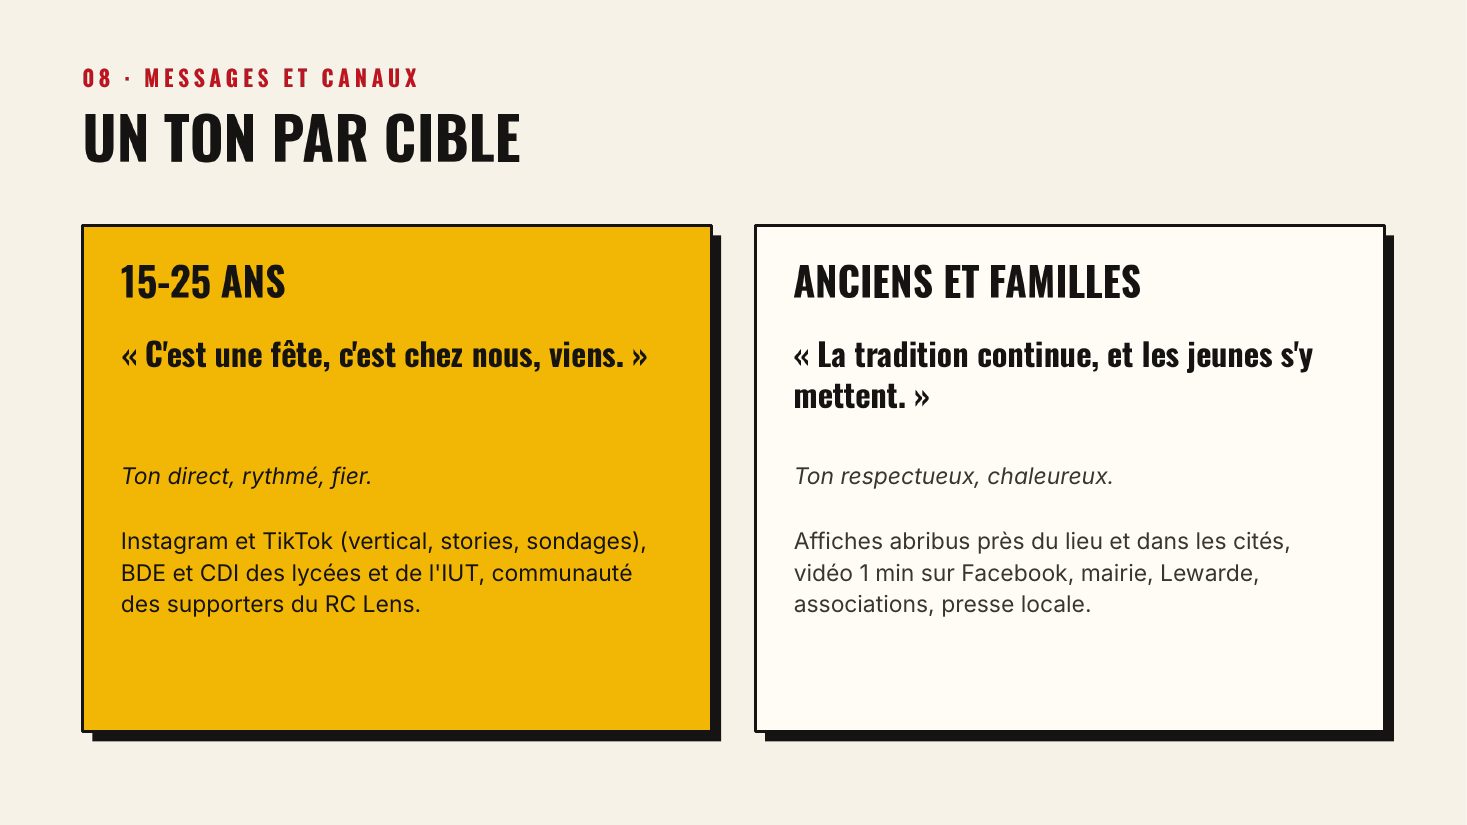 08 · MESSAGES ET CANAUX
UN TON PAR CIBLE
15-25 ANS
« C'est une fête, c'est chez nous, viens. »
Ton direct, rythmé, fier.
Instagram et TikTok (vertical, stories, sondages),
BDE et CDI des lycées et de l'IUT, communauté
des supporters du RC Lens.
ANCIENS ET FAMILLES
« La tradition continue, et les jeunes s'y
mettent. »
Ton respectueux, chaleureux.
Affiches abribus près du lieu et dans les cités,
vidéo 1 min sur Facebook, mairie, Lewarde,
associations, presse locale.